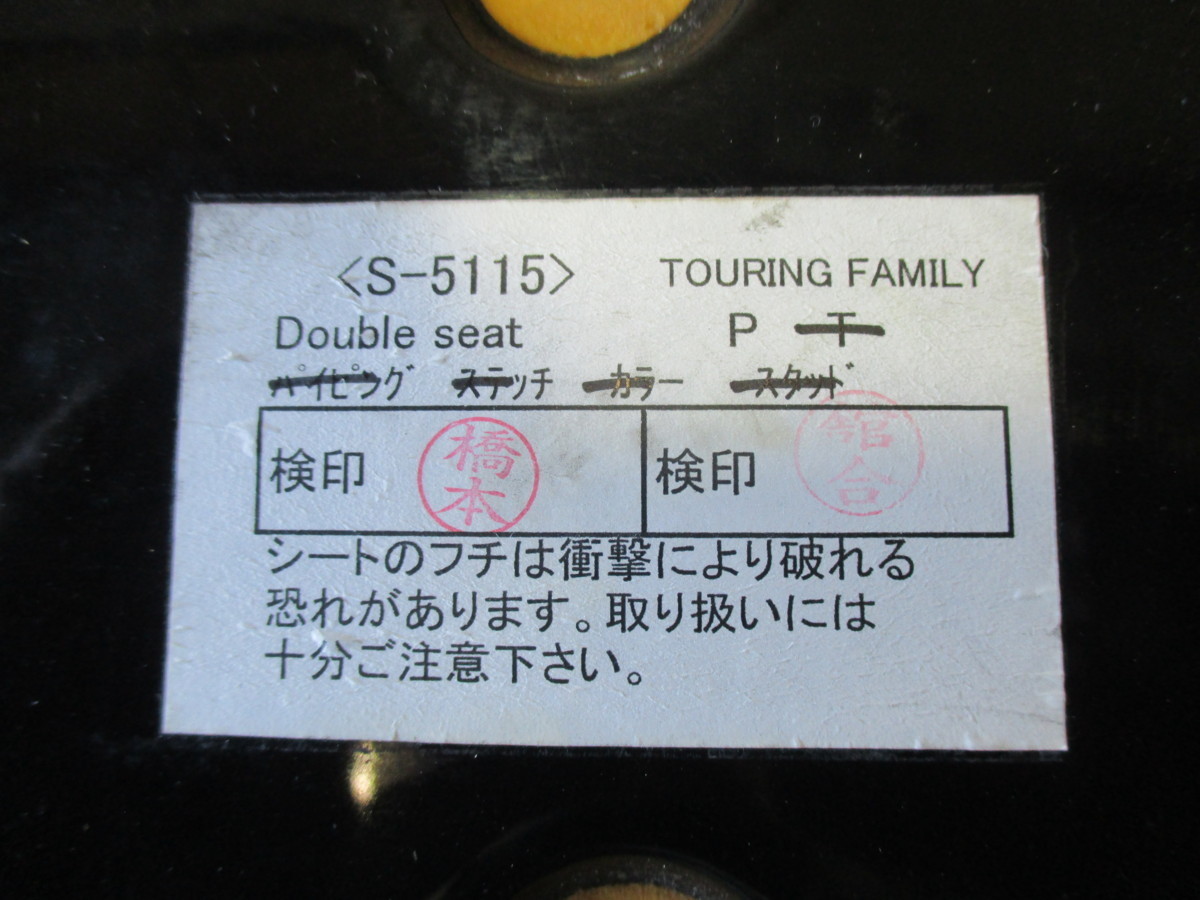 <S-5115> TOURING FAMILY
Double seat P T
パイピング ステッチ カラー スタッド
検印 橋本 検印
シートのフチは衝撃により破れる
恐れがあります。取り扱いには
十分ご注意下さい。